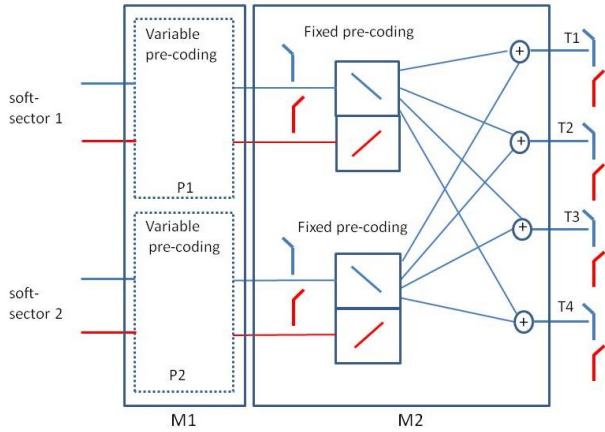 Variable
pre-coding
Fixed pre-coding
T1
soft-
sector 1
P1
T2
Variable
pre-coding
Fixed pre-coding
T3
soft-
sector 2
P2
T4
M1
M2
+
+
+
+